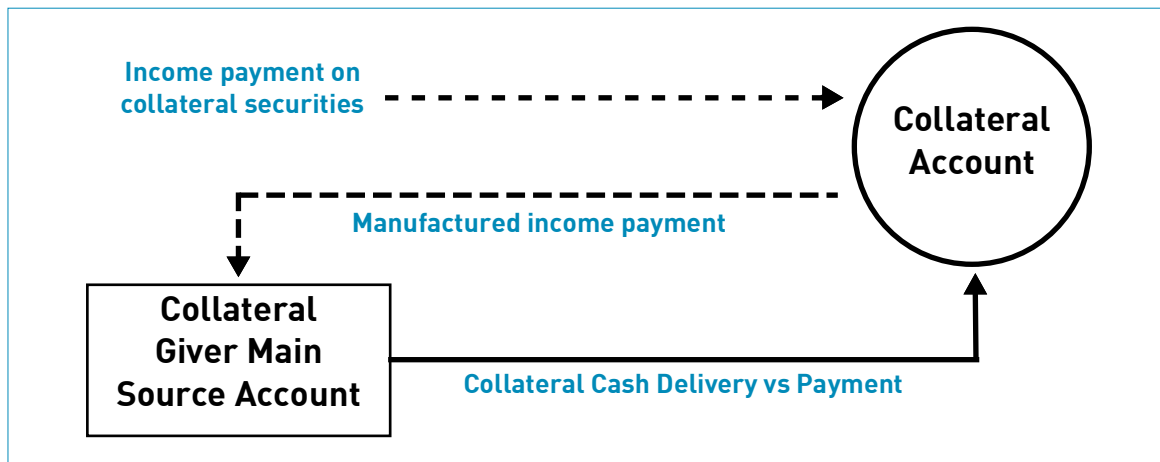 Income payment on
collateral securities
Collateral
Account
Manufactured income payment
Collateral
Giver Main
Source Account
Collateral Cash Delivery vs Payment